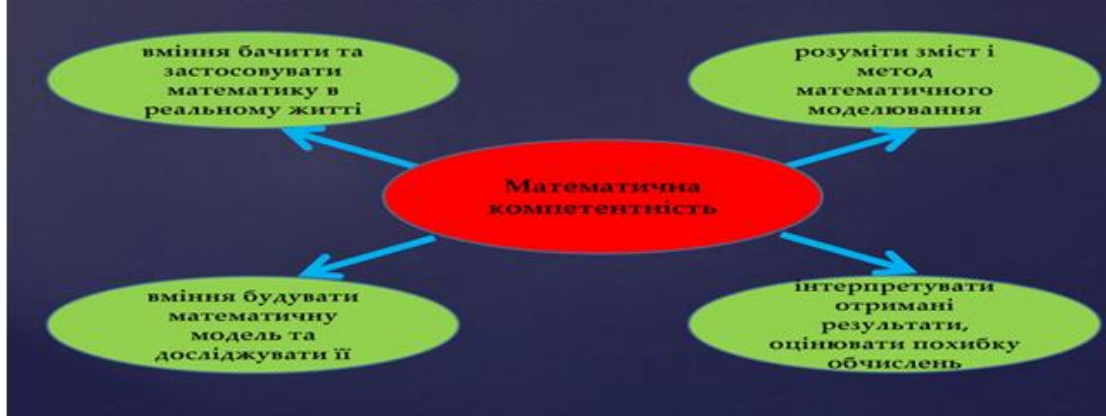 вміння бачити та
застосовувати
математику в
реальному житті
розуміти зміст і
метод
математичного
моделювання
Математична
компетентність
вміння будувати
математичну
модель та
досліджувати її
інтерпретувати
отримані
результати,
оцінювати похибку
обчислень